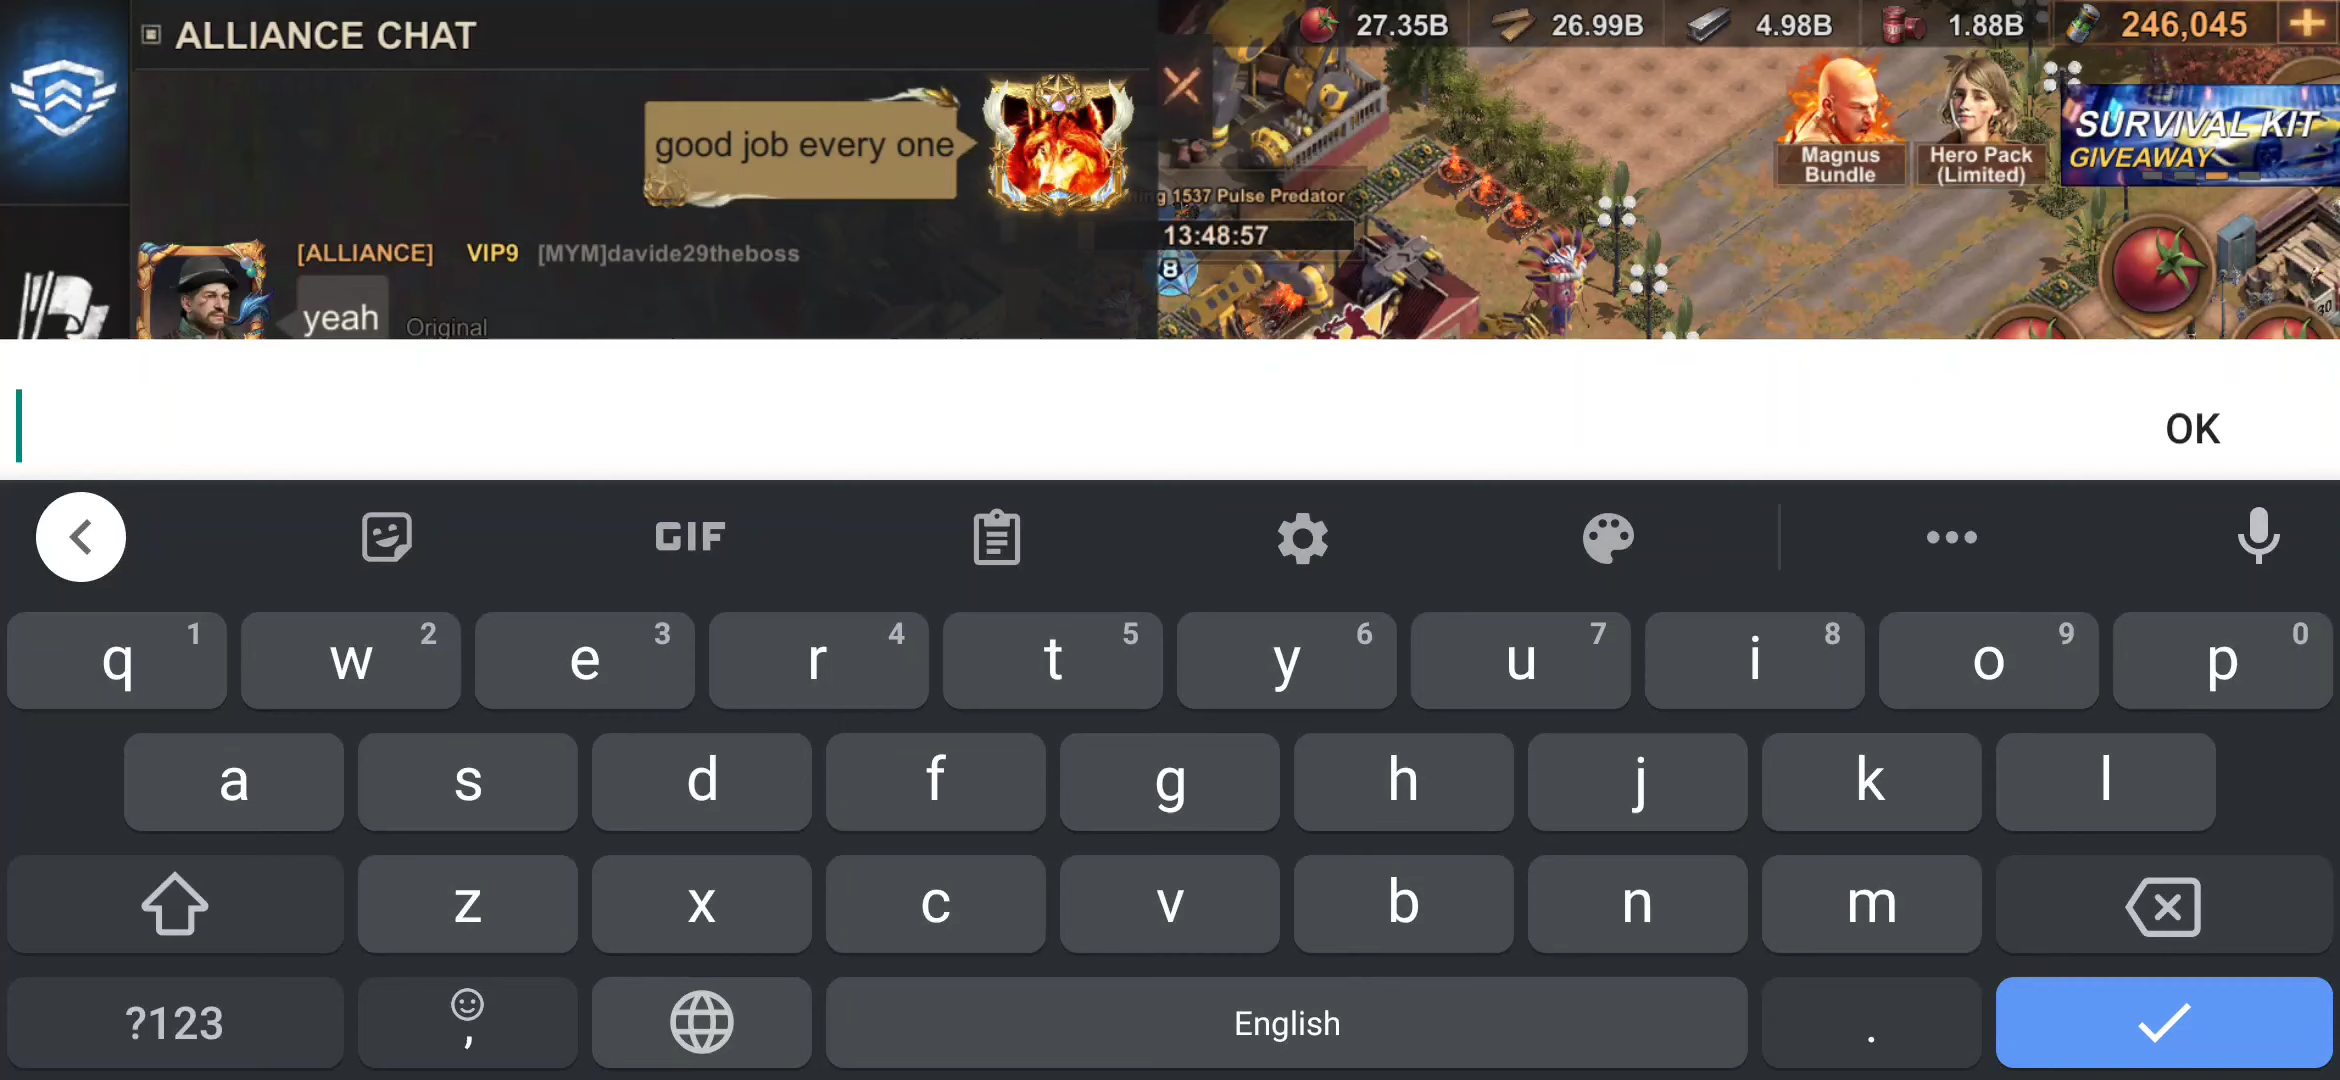 ALLIANCE CHAT
27.35B
26.99B
4.98B
1.88B
246,045
good job every one
Magnus
Bundle
Hero Pack
(Limited)
SURVIVAL KIT
GIVEAWAY
1537 Pulse Predator
13:48:57
8
[ALLIANCE] VIP9 [MYM]davide29theboss
yeah Original
30
OK
GIF
q 1 w 2 e 3 r 4 t 5 y 6 u 7 i 8 o 9 p 0
a s d f g h j k l
z x c v b n m
?123 , English .